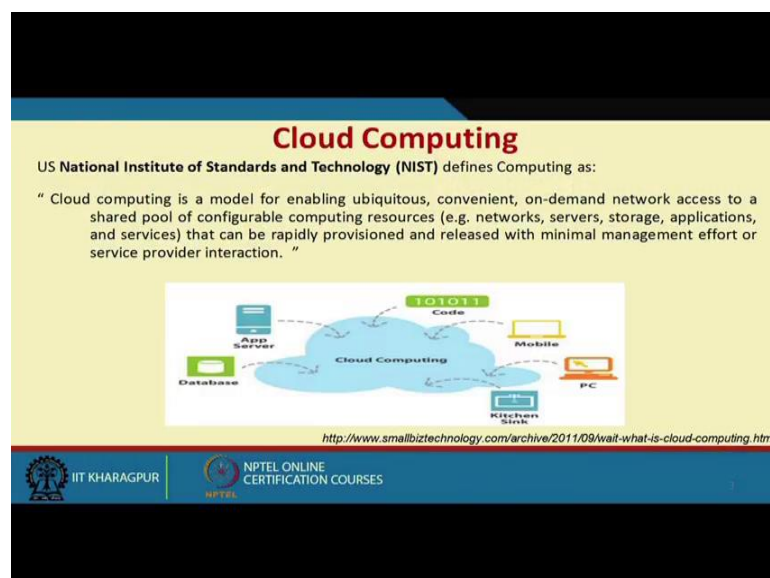 Cloud Computing
US National Institute of Standards and Technology (NIST) defines Computing as:
“ Cloud computing is a model for enabling ubiquitous, convenient, on-demand network access to a
shared pool of configurable computing resources (e.g. networks, servers, storage, applications,
and services) that can be rapidly provisioned and released with minimal management effort or
service provider interaction. ”
101011
Code
App
Server
Mobile
Cloud Computing
Database
PC
Kitchen
Sink
http://www.smallbiztechnology.com/archive/2011/09/wait-what-is-cloud-computing.htm
IIT KHARAGPUR
NPTEL
NPTEL ONLINE
CERTIFICATION COURSES